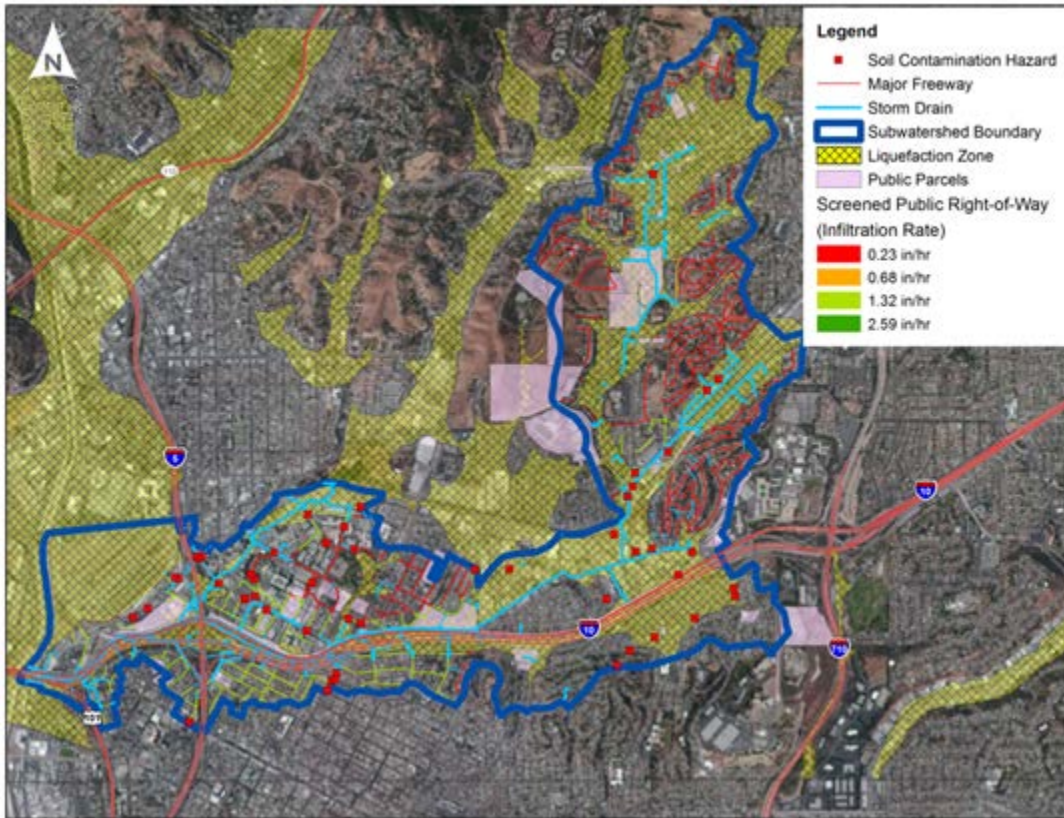 N
Legend
Soil Contamination Hazard
Major Freeway
Storm Drain
Subwatershed Boundary
Liquefaction Zone
Public Parcels
Screened Public Right-of-Way
(Infiltration Rate)
0.23 in/hr
0.68 in/hr
1.32 in/hr
2.59 in/hr
5
10
10
710
101